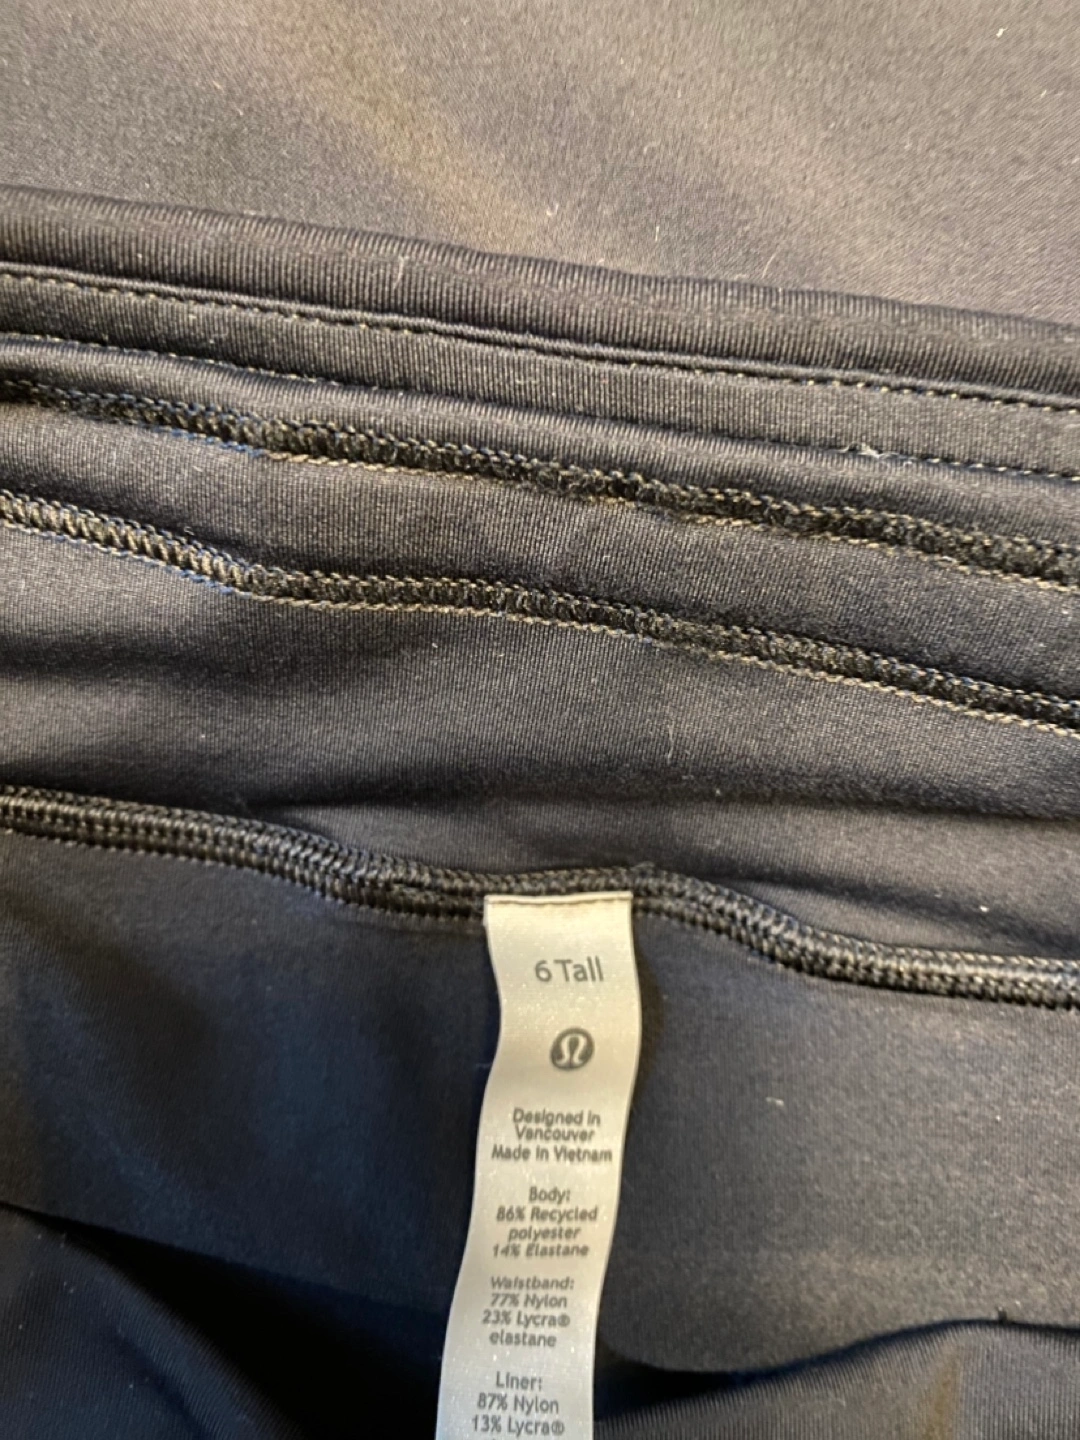 6 Tall
Designed in
Vancouver
Made in Vietnam
Body:
86% Recycled
polyester
14% Elastane
Waistband:
77% Nylon
23% Lycra®
elastane
Liner:
87% Nylon
13% Lycra®